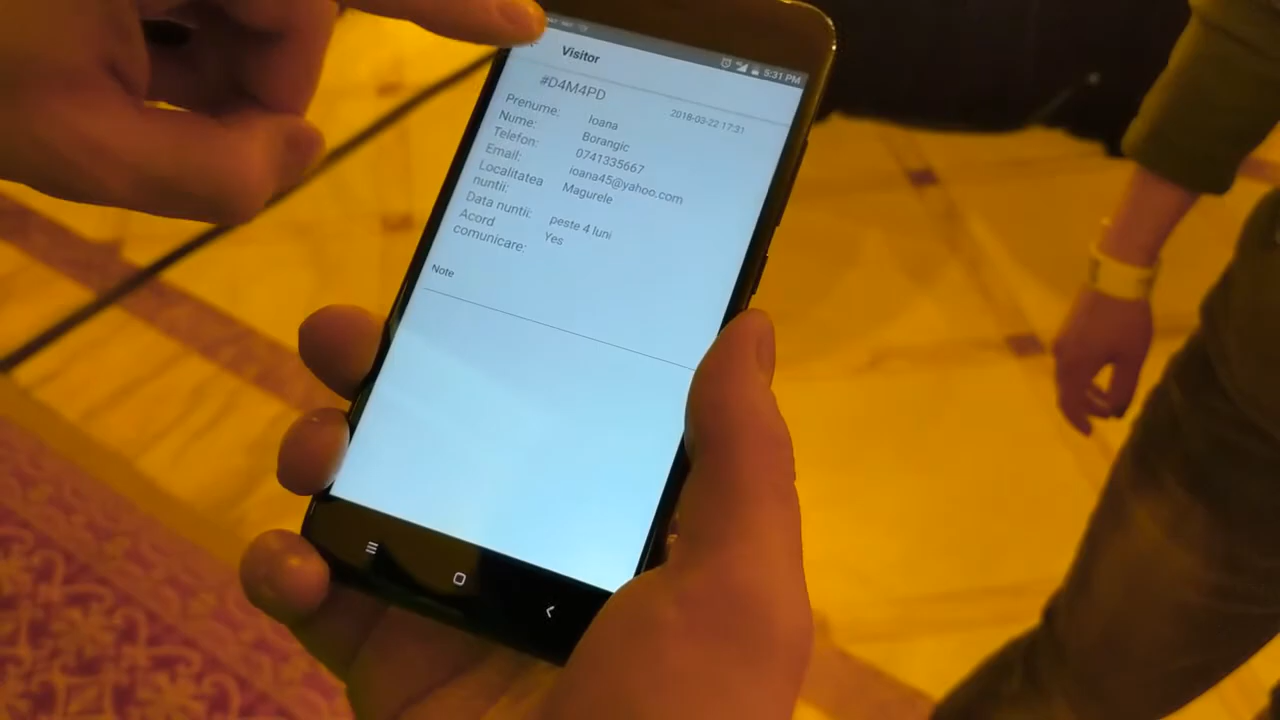 5:31 PM
Visitor
#D4M4PD
2018-03-22 17:31
Prenume: Ioana
Nume: Borangic
Telefon: 0741335667
Email: ioana45@yahoo.com
Localitatea nuntii: Magurele
Data nuntii: peste 4 luni
Acord comunicare: Yes
Note